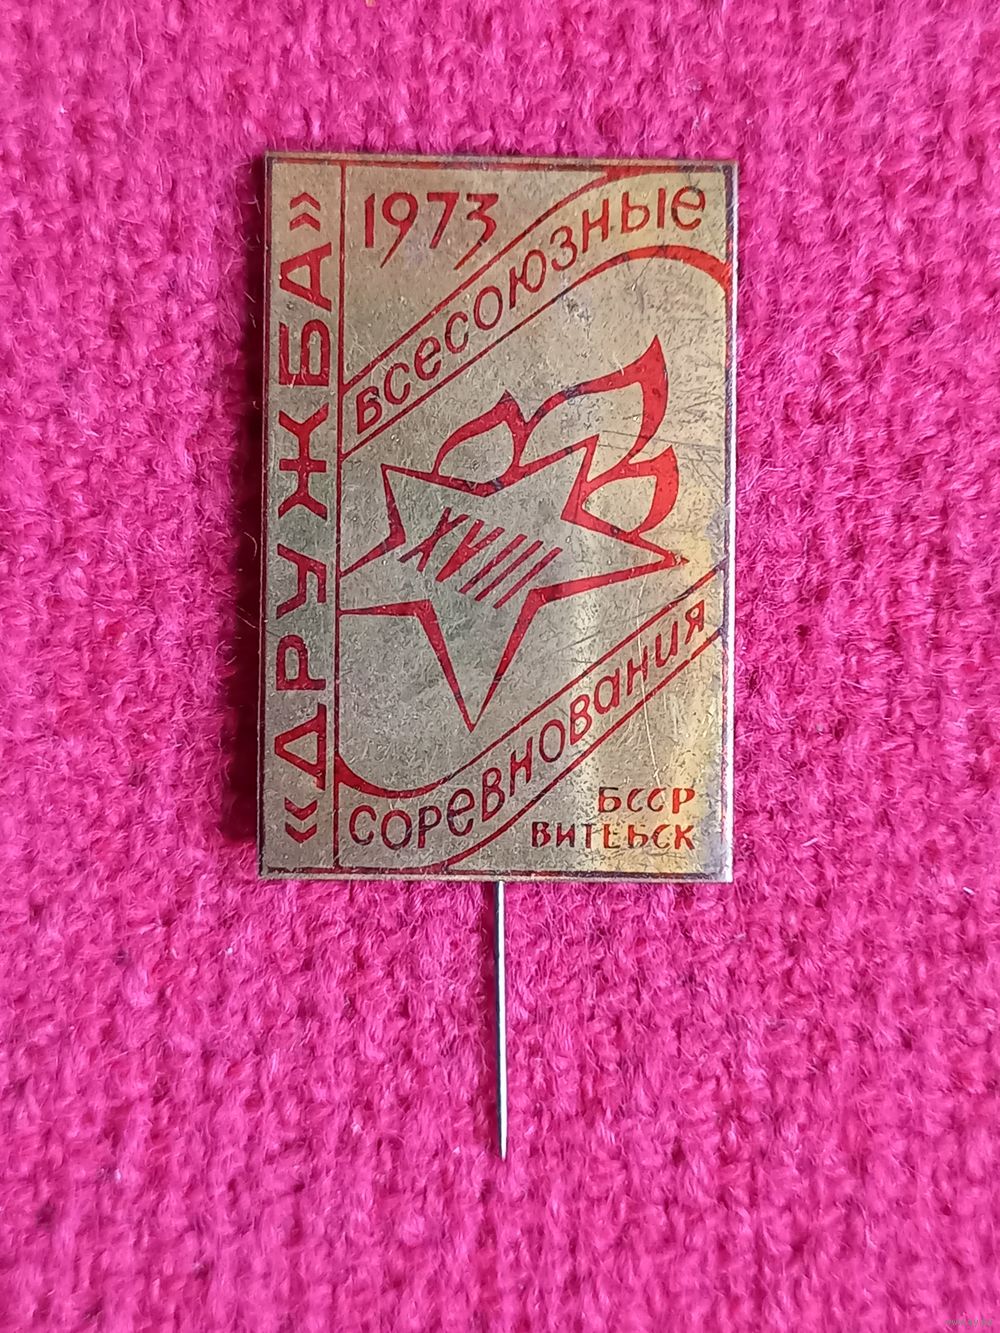 «ДРУЖБА»
1973
ВСЕСОЮЗНЫЕ
XVIII
СОРЕВНОВАНИЯ
БССР
ВИТЕБСК